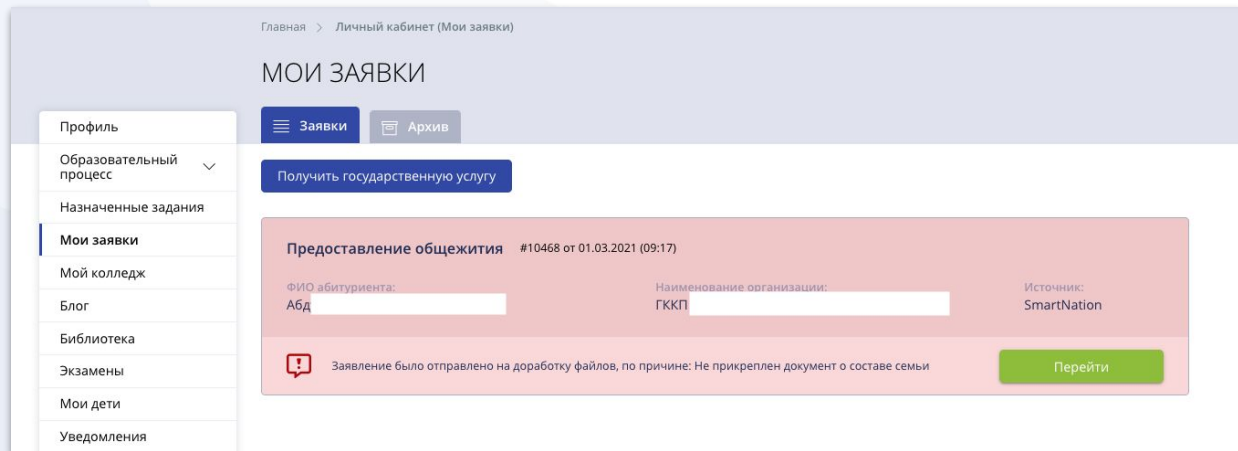 Главная > Личный кабинет (Мои заявки)
МОИ ЗАЯВКИ
Заявки
Архив
Получить государственную услугу
Профиль
Образовательный
процесс
Назначенные задания
Мои заявки
Мой колледж
Блог
Библиотека
Экзамены
Мои дети
Уведомления
Предоставление общежития #10468 от 01.03.2021 (09:17)
ФИО абитуриента:
Абд
Наименование организации:
ГККП
Источник:
SmartNation
Заявление было отправлено на доработку файлов, по причине: Не прикреплен документ о составе семьи
Перейти